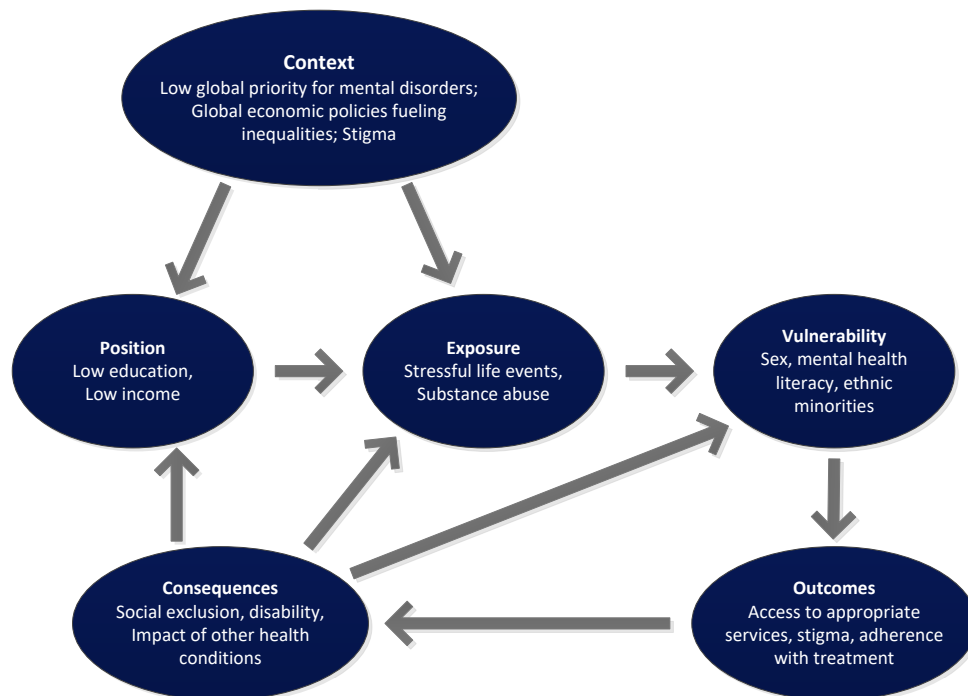 Context
Low global priority for mental disorders;
Global economic policies fueling
inequalities; Stigma
Position
Low education,
Low income
Exposure
Stressful life events,
Substance abuse
Vulnerability
Sex, mental health
literacy, ethnic
minorities
Consequences
Social exclusion, disability,
Impact of other health
conditions
Outcomes
Access to appropriate
services, stigma, adherence
with treatment